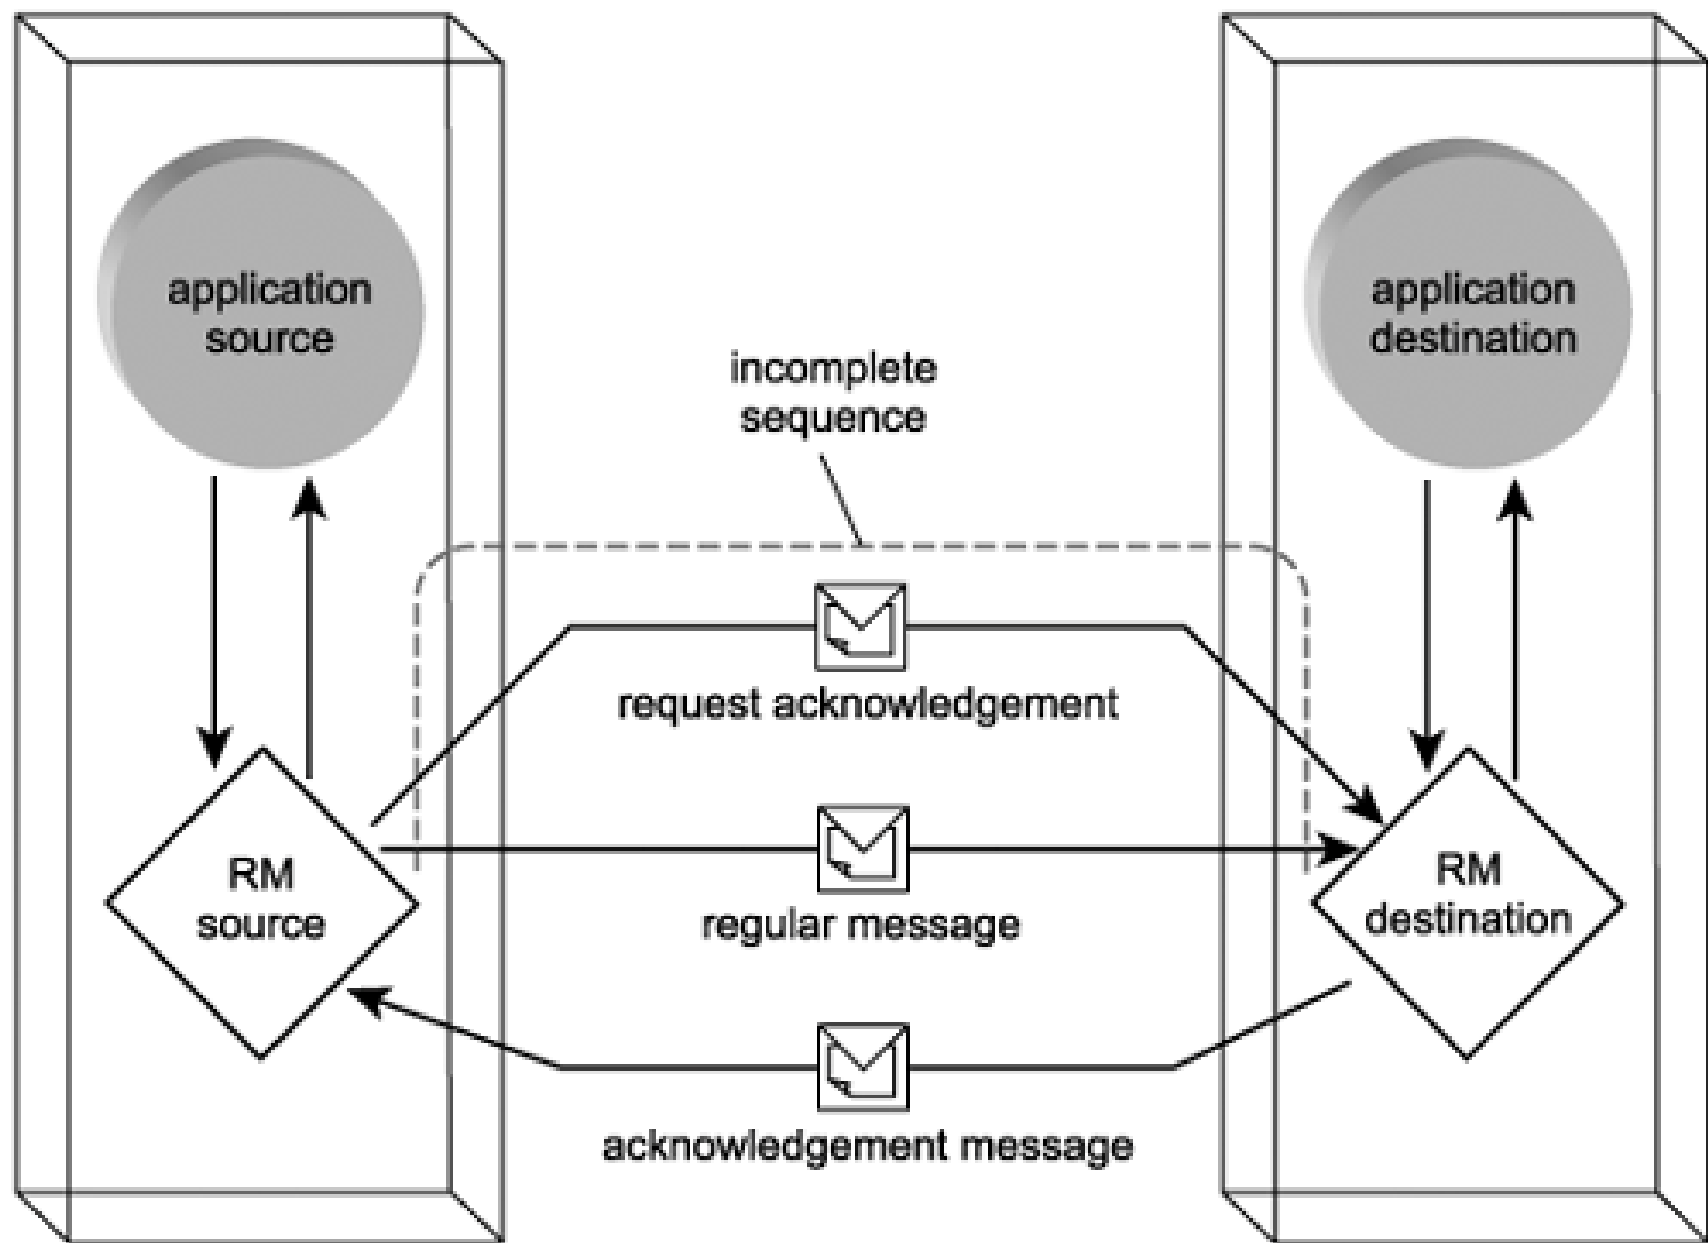 application
source
application
destination
incomplete
sequence
request acknowledgement
regular message
RM
source
RM
destination
acknowledgement message